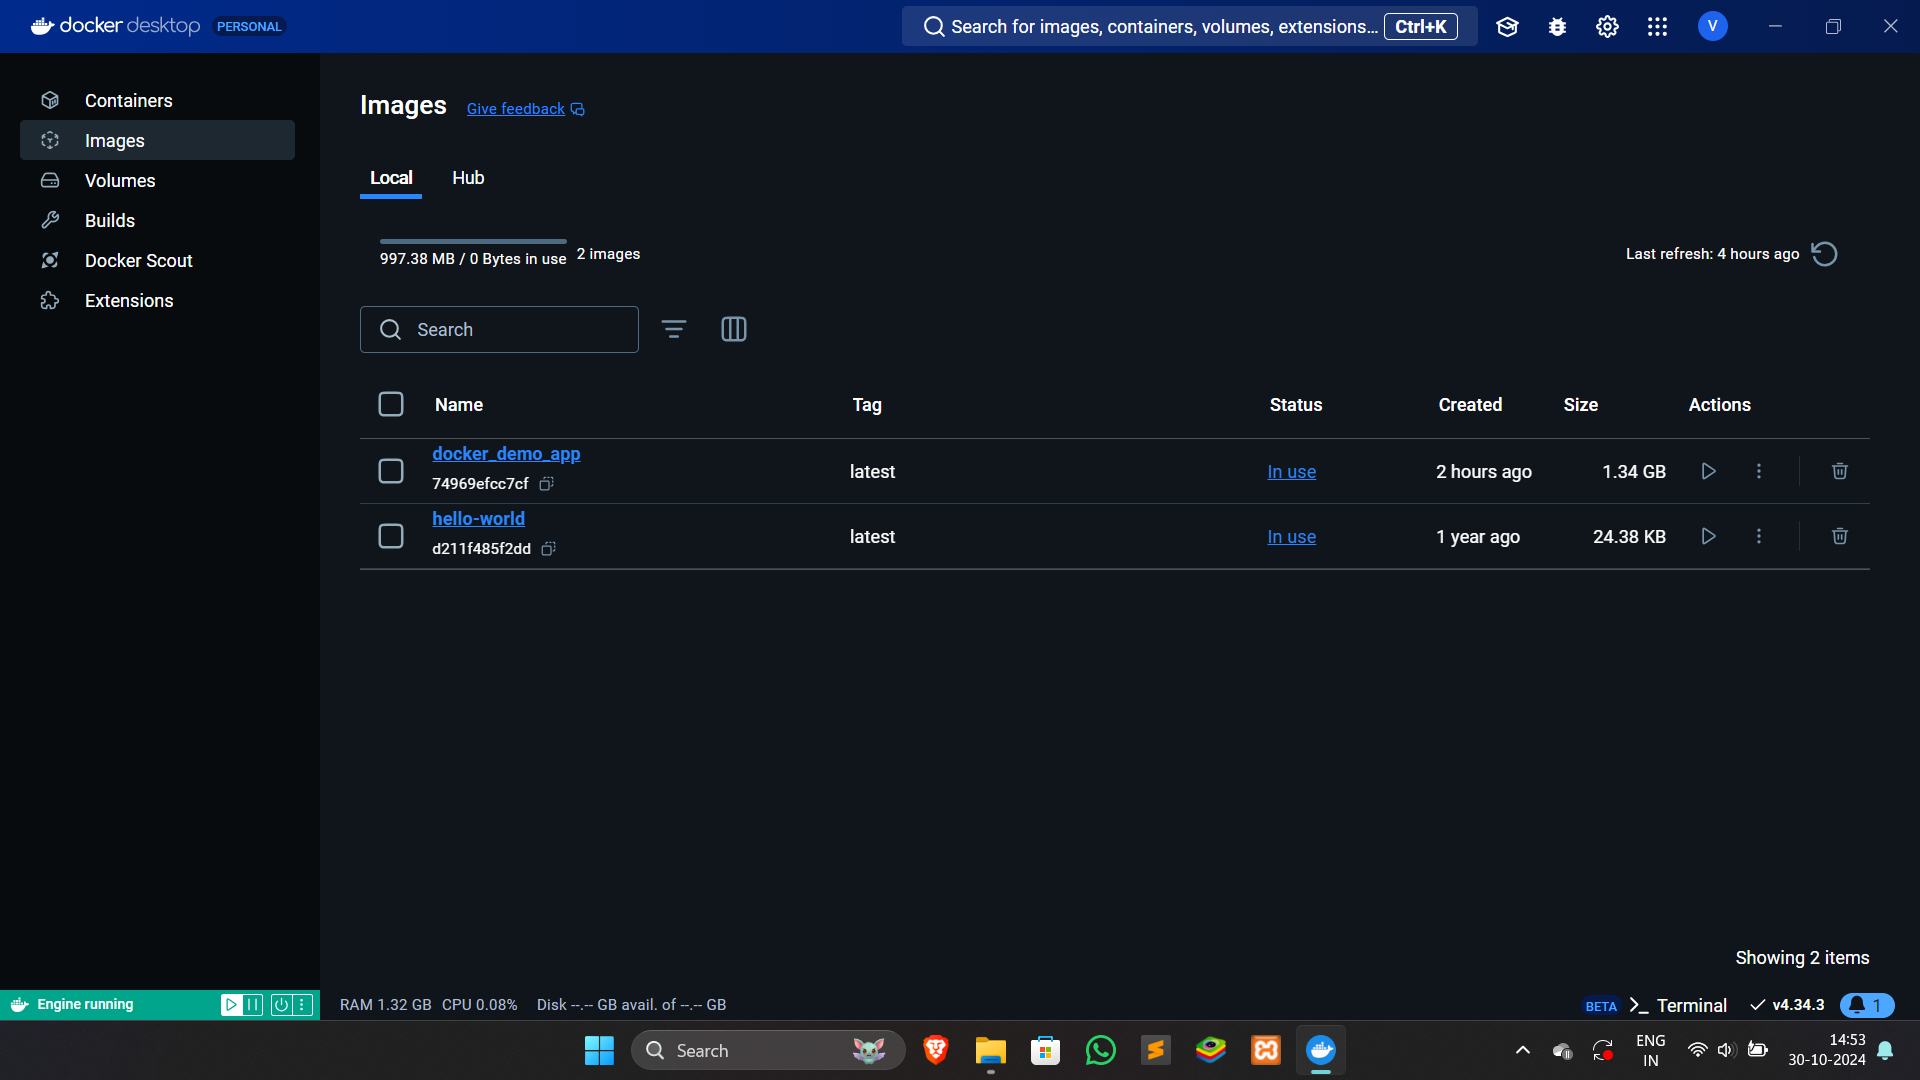 docker desktop PERSONAL
Search for images, containers, volumes, extensions... Ctrl+K
V
Containers
Images
Volumes
Builds
Docker Scout
Extensions
Images Give feedback
Local Hub
997.38 MB / 0 Bytes in use 2 images
Last refresh: 4 hours ago
Search
Name Tag Status Created Size Actions
docker_demo_app
74969efcc7cf
latest In use 2 hours ago 1.34 GB
hello-world
d211f485f2dd
latest In use 1 year ago 24.38 KB
Showing 2 items
Engine running
RAM 1.32 GB CPU 0.08% Disk --.-- GB avail. of --.-- GB
BETA >_ Terminal v4.34.3 1
Search
ENG
IN
14:53
30-10-2024